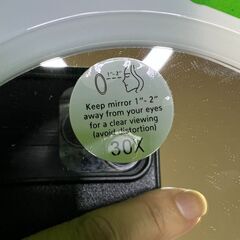 1"- 2"
Keep mirror 1"- 2"
away from your eyes
for a clear viewing
(avoid distortion)
30X